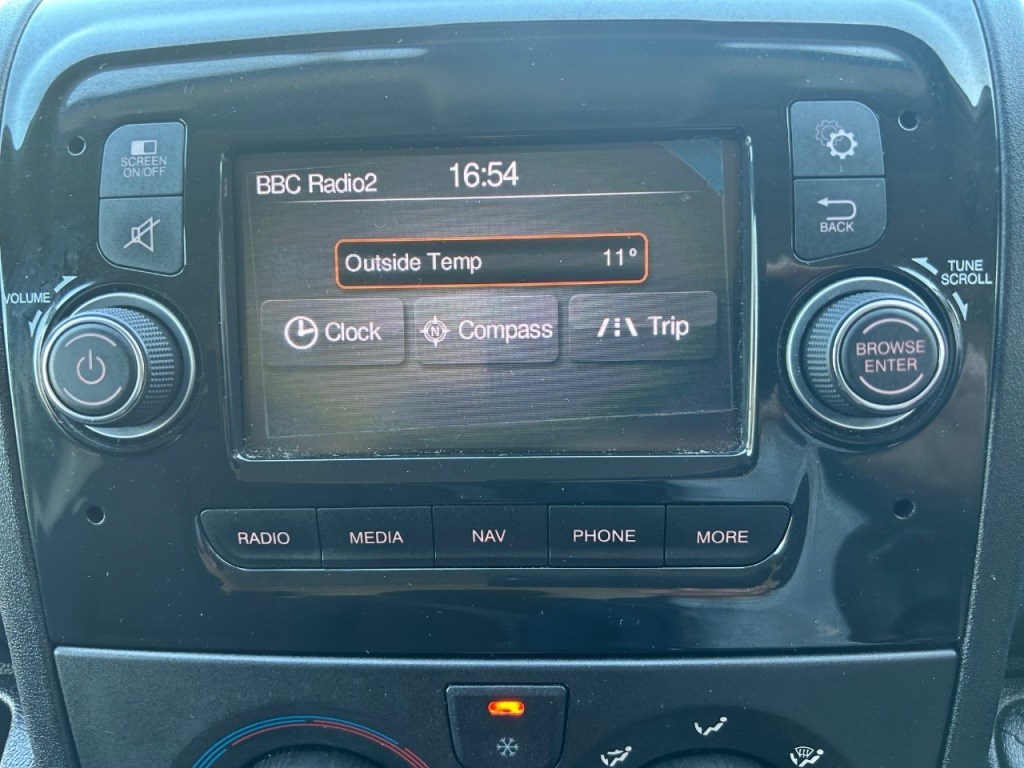 SCREEN
ON/OFF
BBC Radio2 16:54
BACK
Outside Temp 11°
VOLUME
TUNE
SCROLL
Clock N Compass Trip
BROWSE
ENTER
RADIO MEDIA NAV PHONE MORE